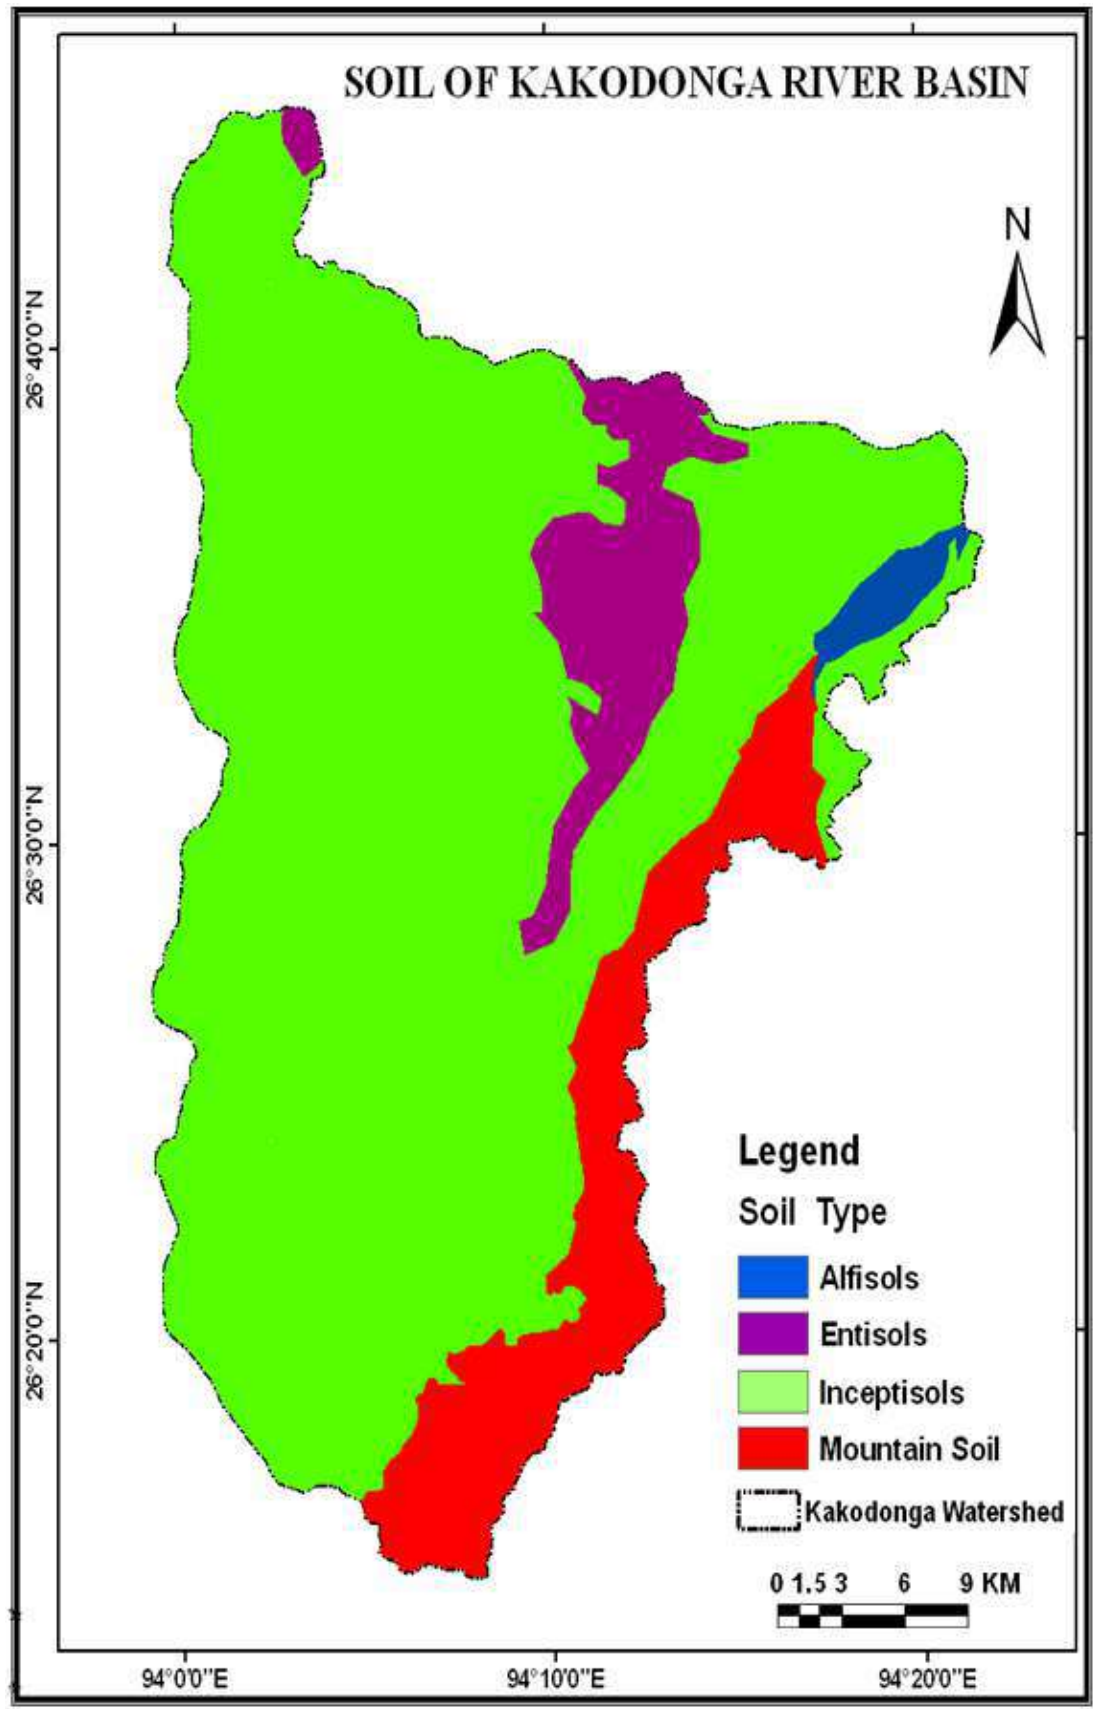 SOIL OF KAKODONGA RIVER BASIN
N
26°40'0"N
26°30'0"N
26°20'0"N
Legend
Soil Type
Alfisols
Entisols
Inceptisols
Mountain Soil
Kakodonga Watershed
0 1.5 3 6 9 KM
94°0'0"E 94°10'0"E 94°20'0"E